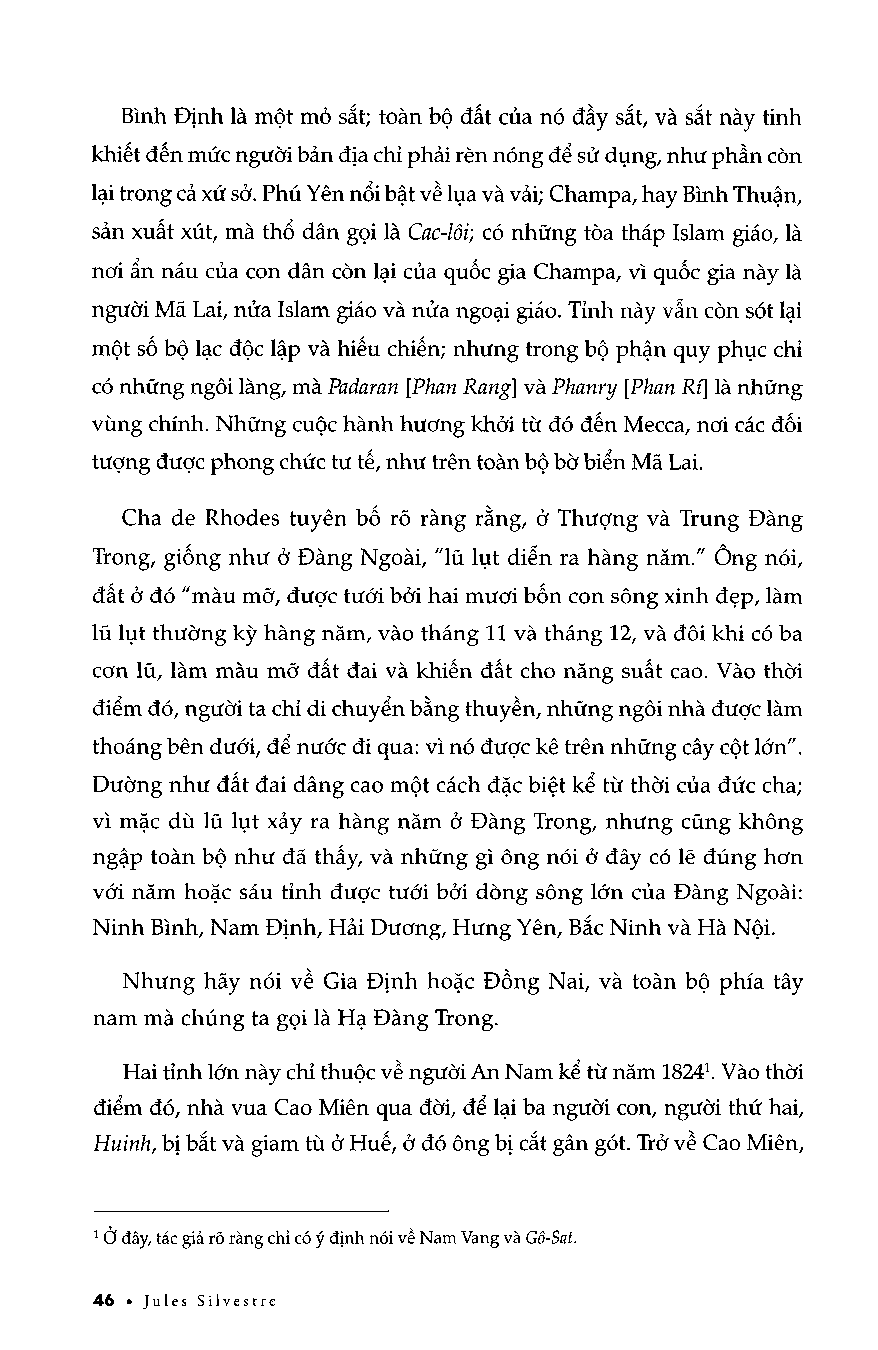 Bình Định là một mỏ sắt; toàn bộ đất của nó đầy sắt, và sắt này tinh
khiết đến mức người bản địa chỉ phải rèn nóng để sử dụng, như phần còn
lại trong cả xứ sở. Phú Yên nổi bật về lụa và vải; Champa, hay Bình Thuận,
sản xuất xút, mà thổ dân gọi là Cac-lôi; có những tòa tháp Islam giáo, là
nơi ẩn náu của con dân còn lại của quốc gia Champa, vì quốc gia này là
người Mã Lai, nửa Islam giáo và nửa ngoại giáo. Tỉnh này vẫn còn sót lại
một số bộ lạc độc lập và hiếu chiến; nhưng trong bộ phận quy phục chỉ
có những ngôi làng, mà Padaran [Phan Rang] và Phanry [Phan Rí] là những
vùng chính. Những cuộc hành hương khởi từ đó đến Mecca, nơi các đối
tượng được phong chức tư tế, như trên toàn bộ bờ biển Mã Lai.
Cha de Rhodes tuyên bố rõ ràng rằng, ở Thượng và Trung Đàng
Trong, giống như ở Đàng Ngoài, "lũ lụt diễn ra hàng năm." Ông nói,
đất ở đó "màu mỡ, được tưới bởi hai mươi bốn con sông xinh đẹp, làm
lũ lụt thường kỳ hàng năm, vào tháng 11 và tháng 12, và đôi khi có ba
cơn lũ, làm màu mỡ đất đai và khiến đất cho năng suất cao. Vào thời
điểm đó, người ta chỉ di chuyển bằng thuyền, những ngôi nhà được làm
thoáng bên dưới, để nước đi qua: vì nó được kê trên những cây cột lớn".
Dường như đất đai dâng cao một cách đặc biệt kể từ thời của đức cha;
vì mặc dù lũ lụt xảy ra hàng năm ở Đàng Trong, nhưng cũng không
ngập toàn bộ như đã thấy, và những gì ông nói ở đây có lẽ đúng hơn
với năm hoặc sáu tỉnh được tưới bởi dòng sông lớn của Đàng Ngoài:
Ninh Bình, Nam Định, Hải Dương, Hưng Yên, Bắc Ninh và Hà Nội.
Nhưng hãy nói về Gia Định hoặc Đồng Nai, và toàn bộ phía tây
nam mà chúng ta gọi là Hạ Đàng Trong.
Hai tỉnh lớn này chỉ thuộc về người An Nam kể từ năm 1824¹. Vào thời
điểm đó, nhà vua Cao Miên qua đời, để lại ba người con, người thứ hai,
Huinh, bị bắt và giam tù ở Huế, ở đó ông bị cắt gân gót. Trở về Cao Miên,
¹ Ở đây, tác giả rõ ràng chỉ có ý định nói về Nam Vang và Gô-Sat.
46 • Jules Silvestre